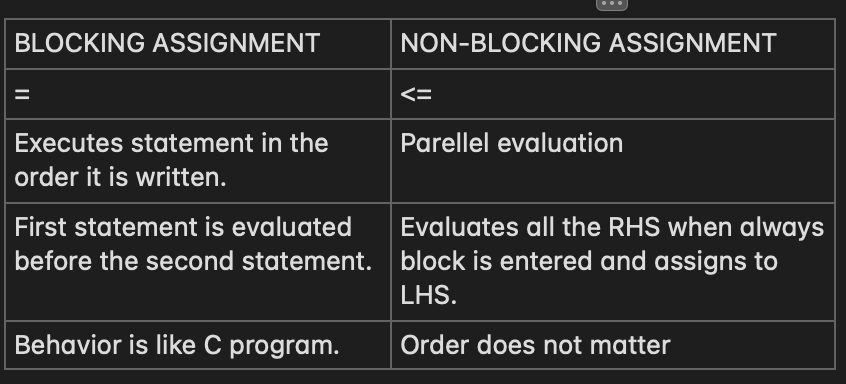 BLOCKING ASSIGNMENT
NON-BLOCKING ASSIGNMENT
=
<=
Executes statement in the
order it is written.
Parellel evaluation
First statement is evaluated
before the second statement.
Evaluates all the RHS when always
block is entered and assigns to
LHS.
Behavior is like C program.
Order does not matter